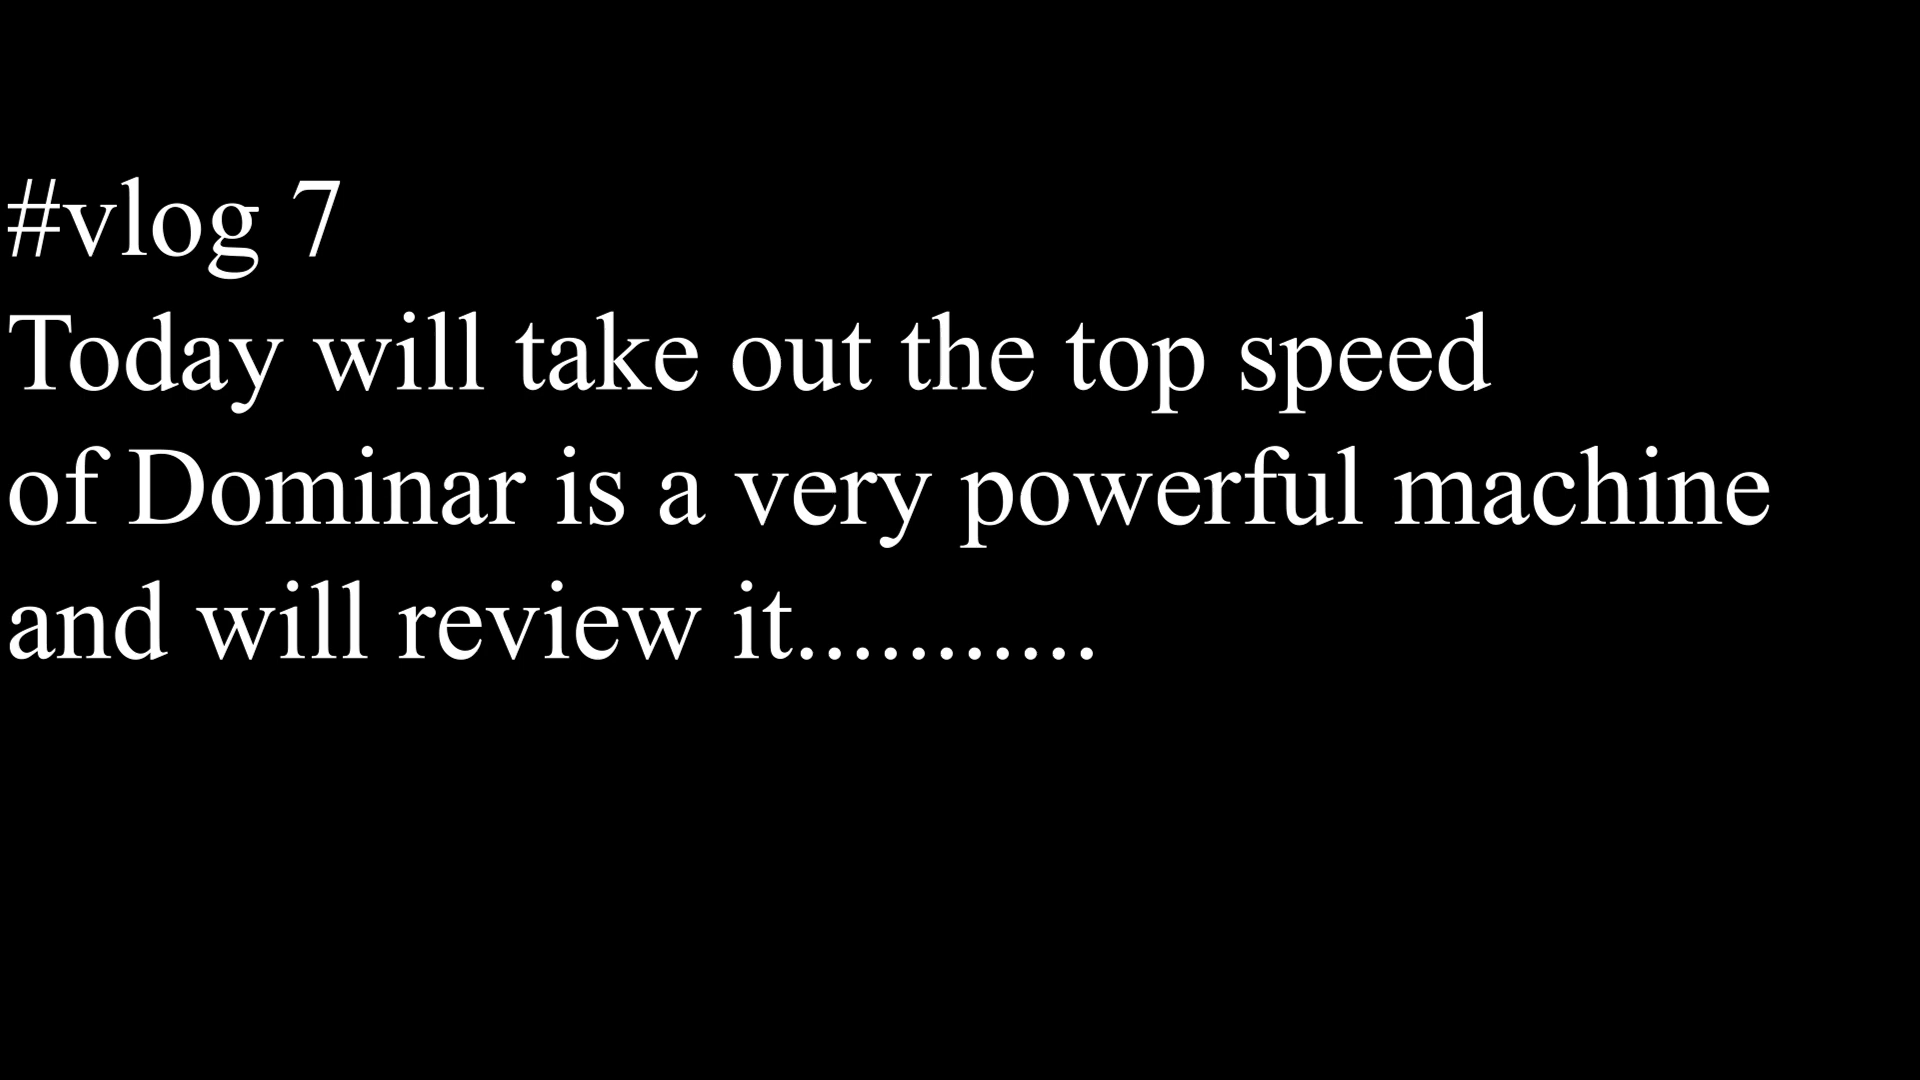 #vlog 7
Today will take out the top speed
of Dominar is a very powerful machine
and will review it...........